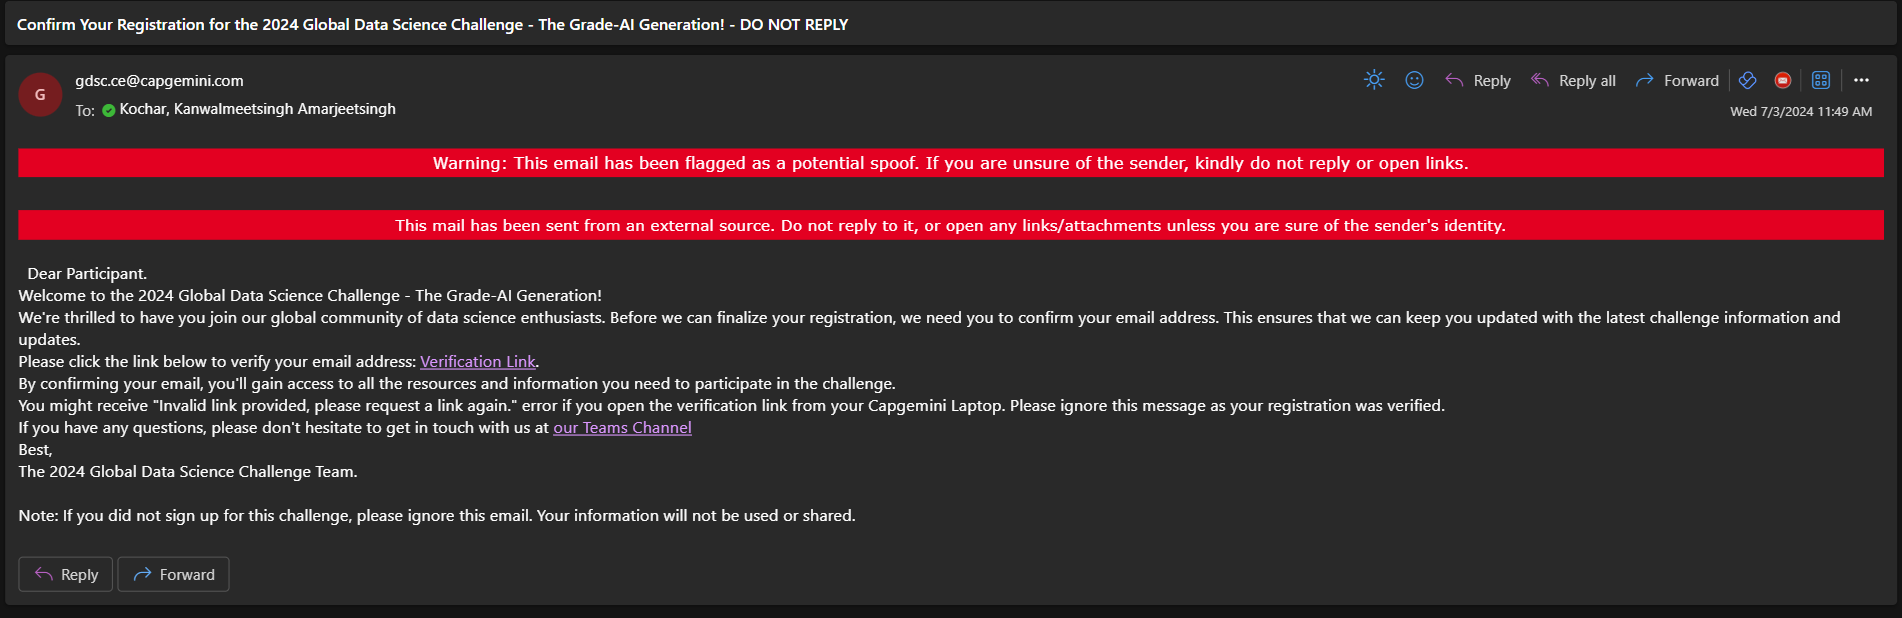 Confirm Your Registration for the 2024 Global Data Science Challenge - The Grade-AI Generation! - DO NOT REPLY
G
gdsc.ce@capgemini.com
Reply
Reply all
Forward
To: Kochar, Kanwalmeetsingh Amarjeetsingh
Wed 7/3/2024 11:49 AM
Warning: This email has been flagged as a potential spoof. If you are unsure of the sender, kindly do not reply or open links.
This mail has been sent from an external source. Do not reply to it, or open any links/attachments unless you are sure of the sender's identity.
Dear Participant.
Welcome to the 2024 Global Data Science Challenge - The Grade-AI Generation!
We're thrilled to have you join our global community of data science enthusiasts. Before we can finalize your registration, we need you to confirm your email address. This ensures that we can keep you updated with the latest challenge information and
updates.
Please click the link below to verify your email address: Verification Link.
By confirming your email, you'll gain access to all the resources and information you need to participate in the challenge.
You might receive "Invalid link provided, please request a link again." error if you open the verification link from your Capgemini Laptop. Please ignore this message as your registration was verified.
If you have any questions, please don't hesitate to get in touch with us at our Teams Channel
Best,
The 2024 Global Data Science Challenge Team.
Note: If you did not sign up for this challenge, please ignore this email. Your information will not be used or shared.
Reply
Forward